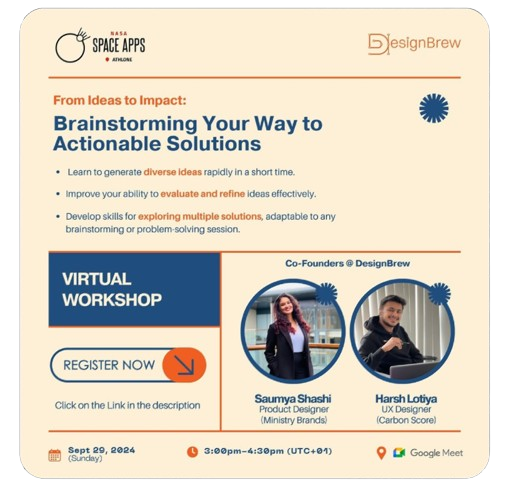 NASA
SPACE APPS
ATHLONE
DesignBrew
From Ideas to Impact:
Brainstorming Your Way to
Actionable Solutions
• Learn to generate diverse ideas rapidly in a short time.
• Improve your ability to evaluate and refine ideas effectively.
• Develop skills for exploring multiple solutions, adaptable to any
brainstorming or problem-solving session.
VIRTUAL
WORKSHOP
REGISTER NOW
Click on the Link in the description
Co-Founders @ DesignBrew
Saumya Shashi
Product Designer
(Ministry Brands)
Harsh Lotiya
UX Designer
(Carbon Score)
Sept 29, 2024
(Sunday)
3:00pm–4:30pm (UTC+01)
Google Meet